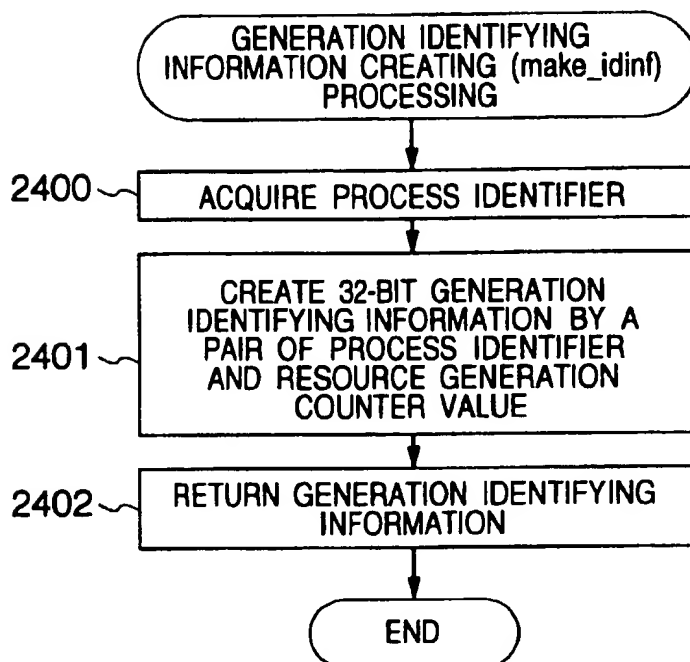 GENERATION IDENTIFYING
INFORMATION CREATING (make_idinf)
PROCESSING
2400
ACQUIRE PROCESS IDENTIFIER
2401
CREATE 32-BIT GENERATION
IDENTIFYING INFORMATION BY A
PAIR OF PROCESS IDENTIFIER
AND RESOURCE GENERATION
COUNTER VALUE
2402
RETURN GENERATION IDENTIFYING
INFORMATION
END